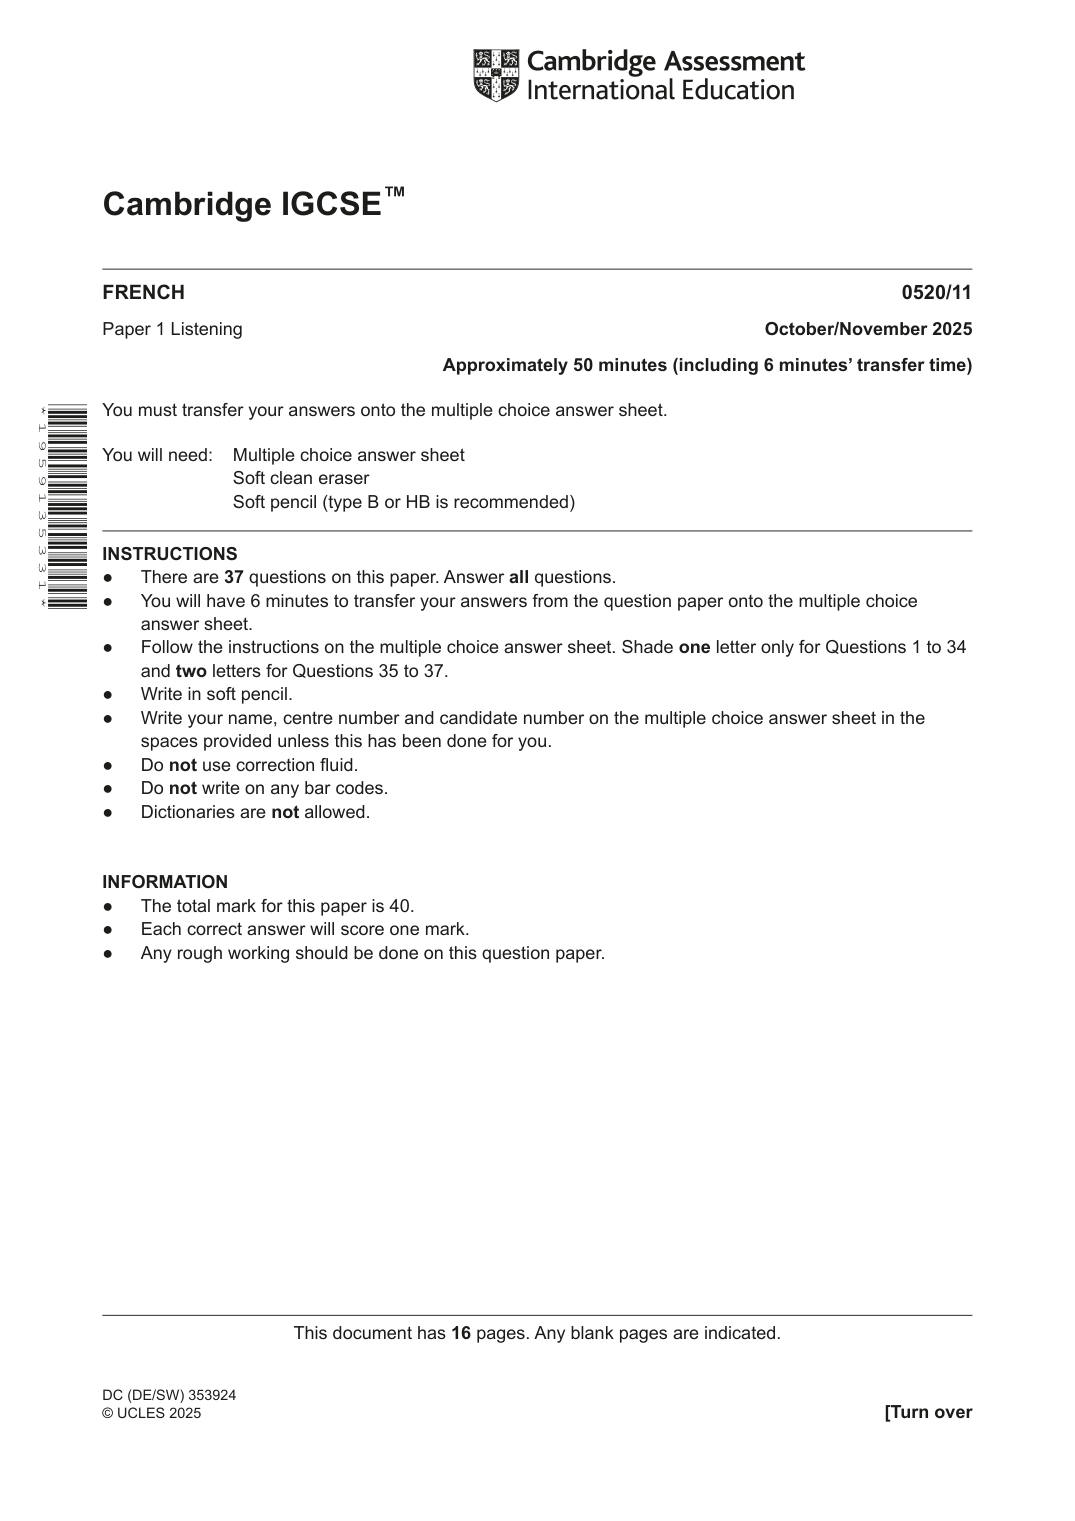 Cambridge Assessment
International Education
Cambridge IGCSE™
FRENCH 0520/11
Paper 1 Listening October/November 2025
Approximately 50 minutes (including 6 minutes’ transfer time)
*1959135331*
You must transfer your answers onto the multiple choice answer sheet.
You will need: Multiple choice answer sheet
Soft clean eraser
Soft pencil (type B or HB is recommended)
INSTRUCTIONS
● There are 37 questions on this paper. Answer all questions.
● You will have 6 minutes to transfer your answers from the question paper onto the multiple choice
answer sheet.
● Follow the instructions on the multiple choice answer sheet. Shade one letter only for Questions 1 to 34
and two letters for Questions 35 to 37.
● Write in soft pencil.
● Write your name, centre number and candidate number on the multiple choice answer sheet in the
spaces provided unless this has been done for you.
● Do not use correction fluid.
● Do not write on any bar codes.
● Dictionaries are not allowed.
INFORMATION
● The total mark for this paper is 40.
● Each correct answer will score one mark.
● Any rough working should be done on this question paper.
This document has 16 pages. Any blank pages are indicated.
DC (DE/SW) 353924
© UCLES 2025
[Turn over